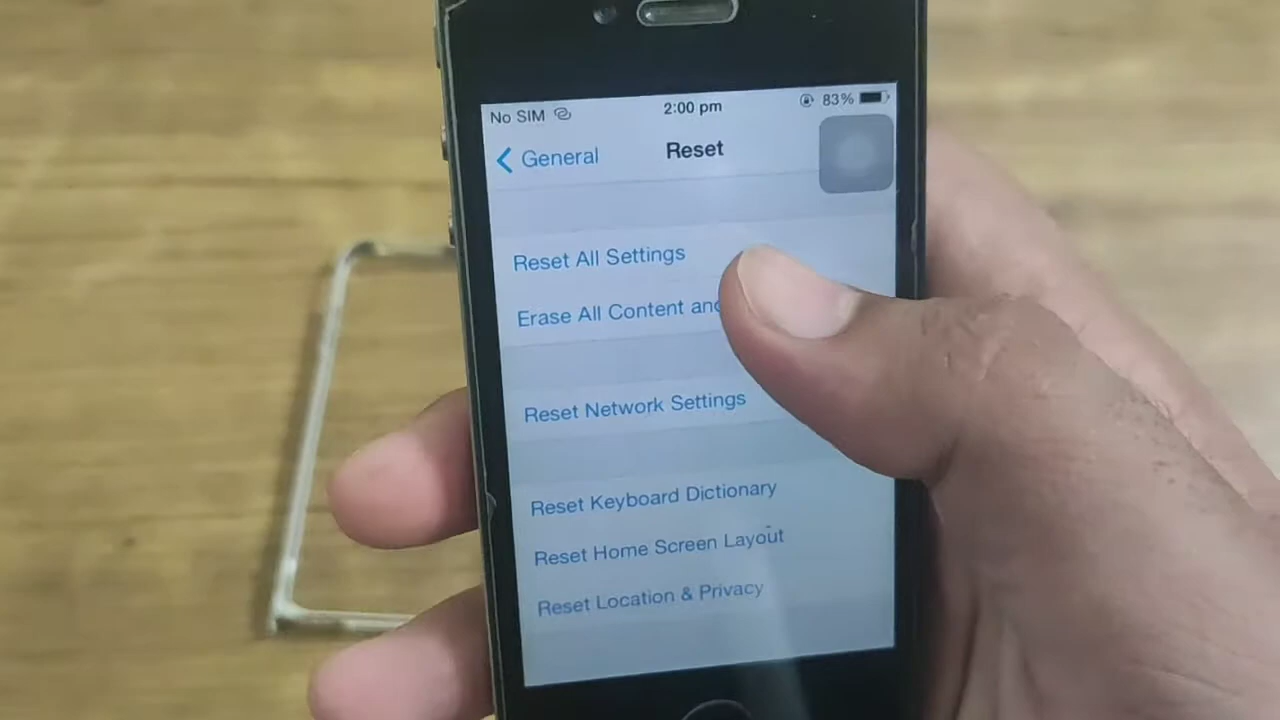 No SIM 2:00 pm 83%
General Reset
Reset All Settings
Erase All Content and
Reset Network Settings
Reset Keyboard Dictionary
Reset Home Screen Layout
Reset Location & Privacy